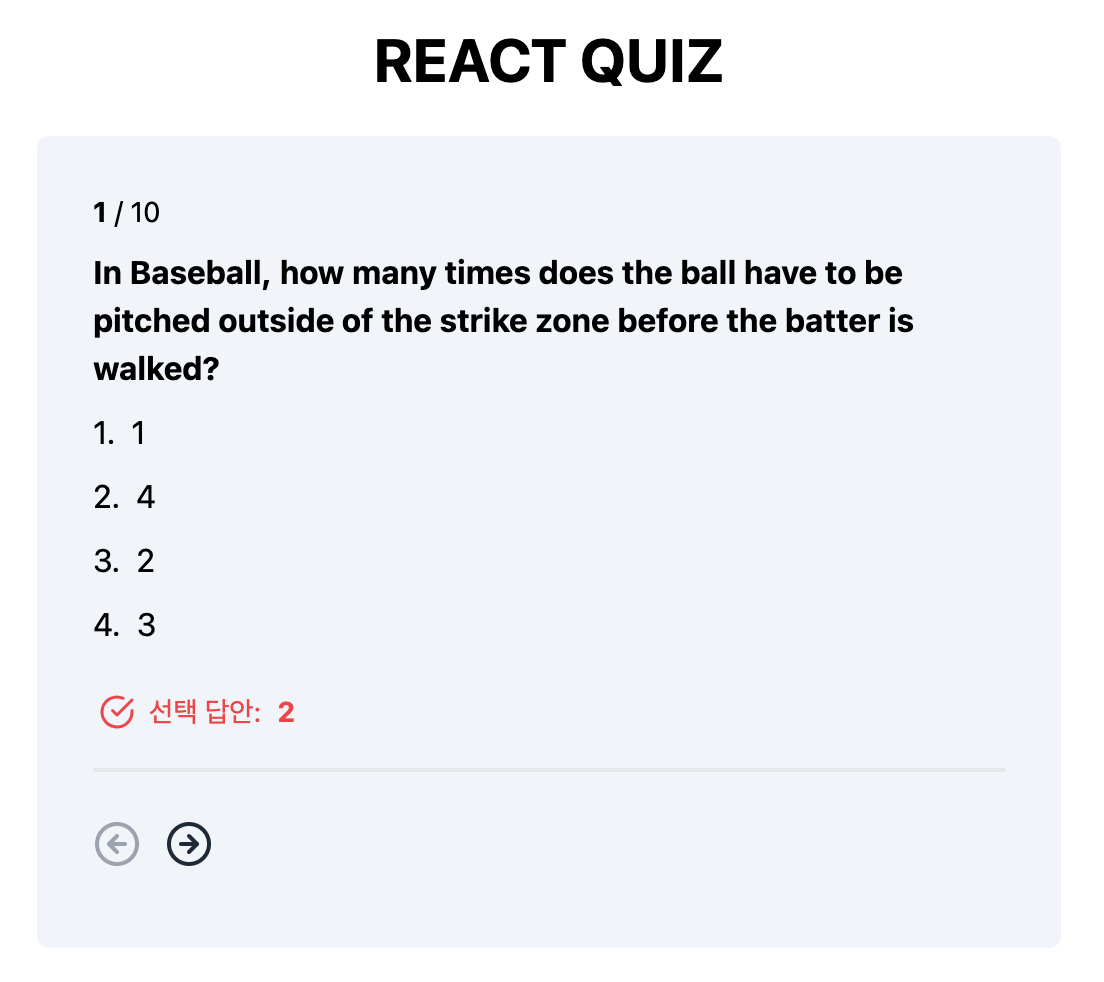 REACT QUIZ
1 / 10
In Baseball, how many times does the ball have to be
pitched outside of the strike zone before the batter is
walked?
1. 1
2. 4
3. 2
4. 3
선택 답안: 2